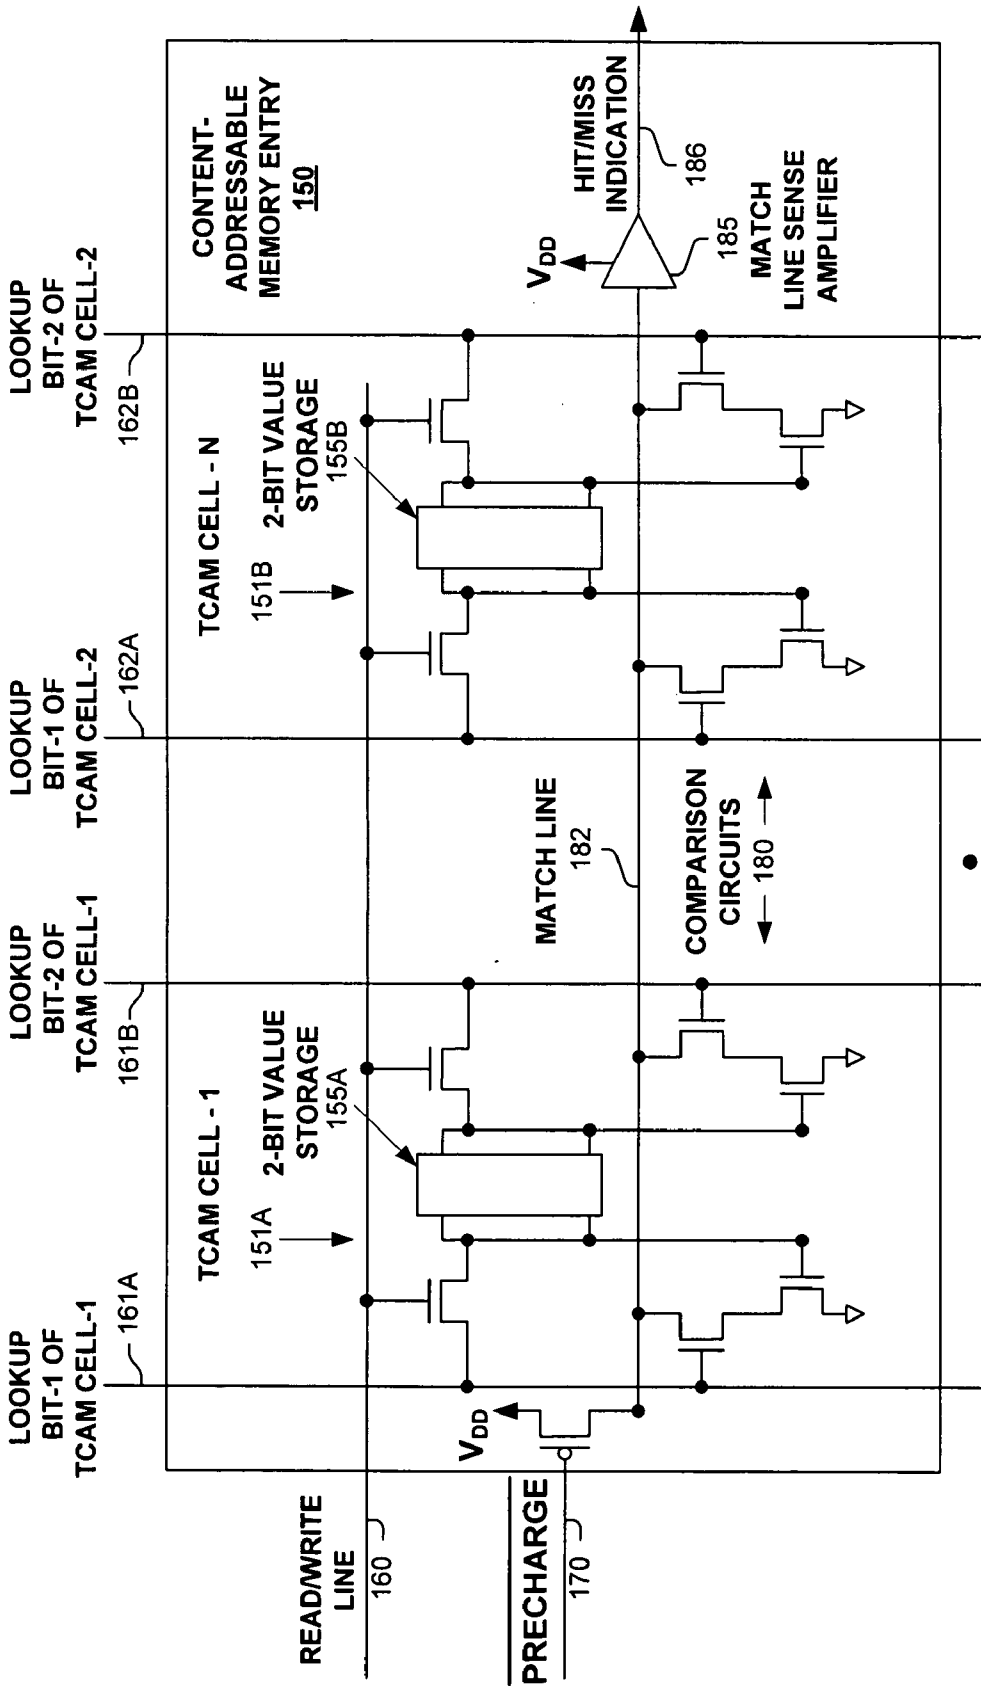 LOOKUP
BIT-1 OF
TCAM CELL-1
161A
LOOKUP
BIT-2 OF
TCAM CELL-1
161B
LOOKUP
BIT-1 OF
TCAM CELL-2
162A
LOOKUP
BIT-2 OF
TCAM CELL-2
162B
TCAM CELL - 1
151A
2-BIT VALUE
STORAGE
155A
TCAM CELL - N
151B
2-BIT VALUE
STORAGE
155B
CONTENT-
ADDRESSABLE
MEMORY ENTRY
150
READ/WRITE
LINE
160
PRECHARGE
170
VDD
MATCH LINE
182
COMPARISON
CIRCUITS
180
VDD
HIT/MISS
INDICATION
186
185
MATCH
LINE SENSE
AMPLIFIER